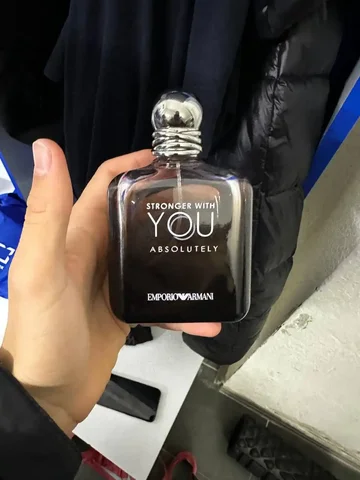 STRONGER WITH
YOU
ABSOLUTELY
EMPORIO ARMANI